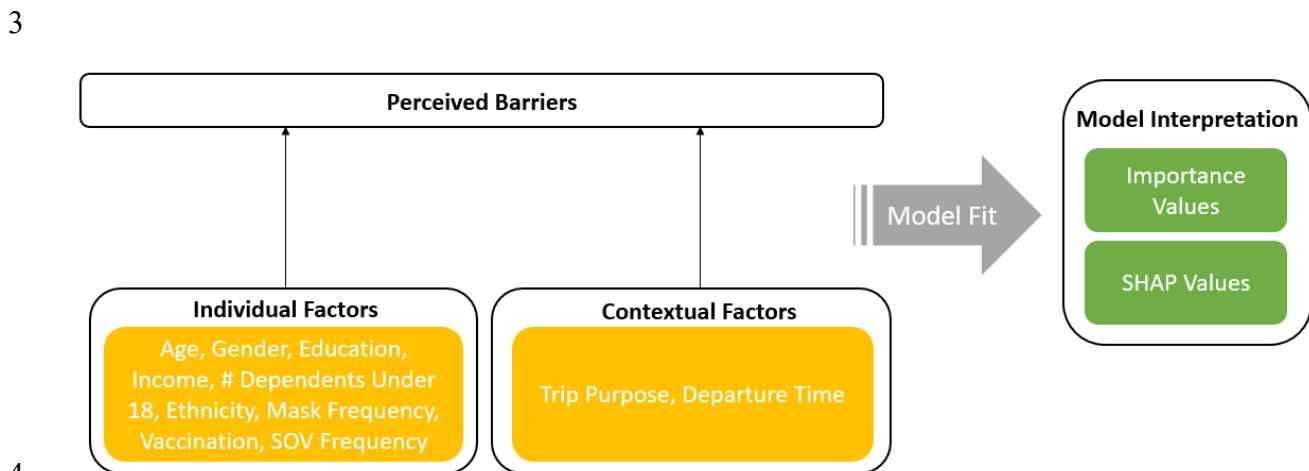 3
Perceived Barriers
Model Fit
Model Interpretation
Importance
Values
SHAP Values
Individual Factors
Age, Gender, Education,
Income, # Dependents Under
18, Ethnicity, Mask Frequency,
Vaccination, SOV Frequency
Contextual Factors
Trip Purpose, Departure Time